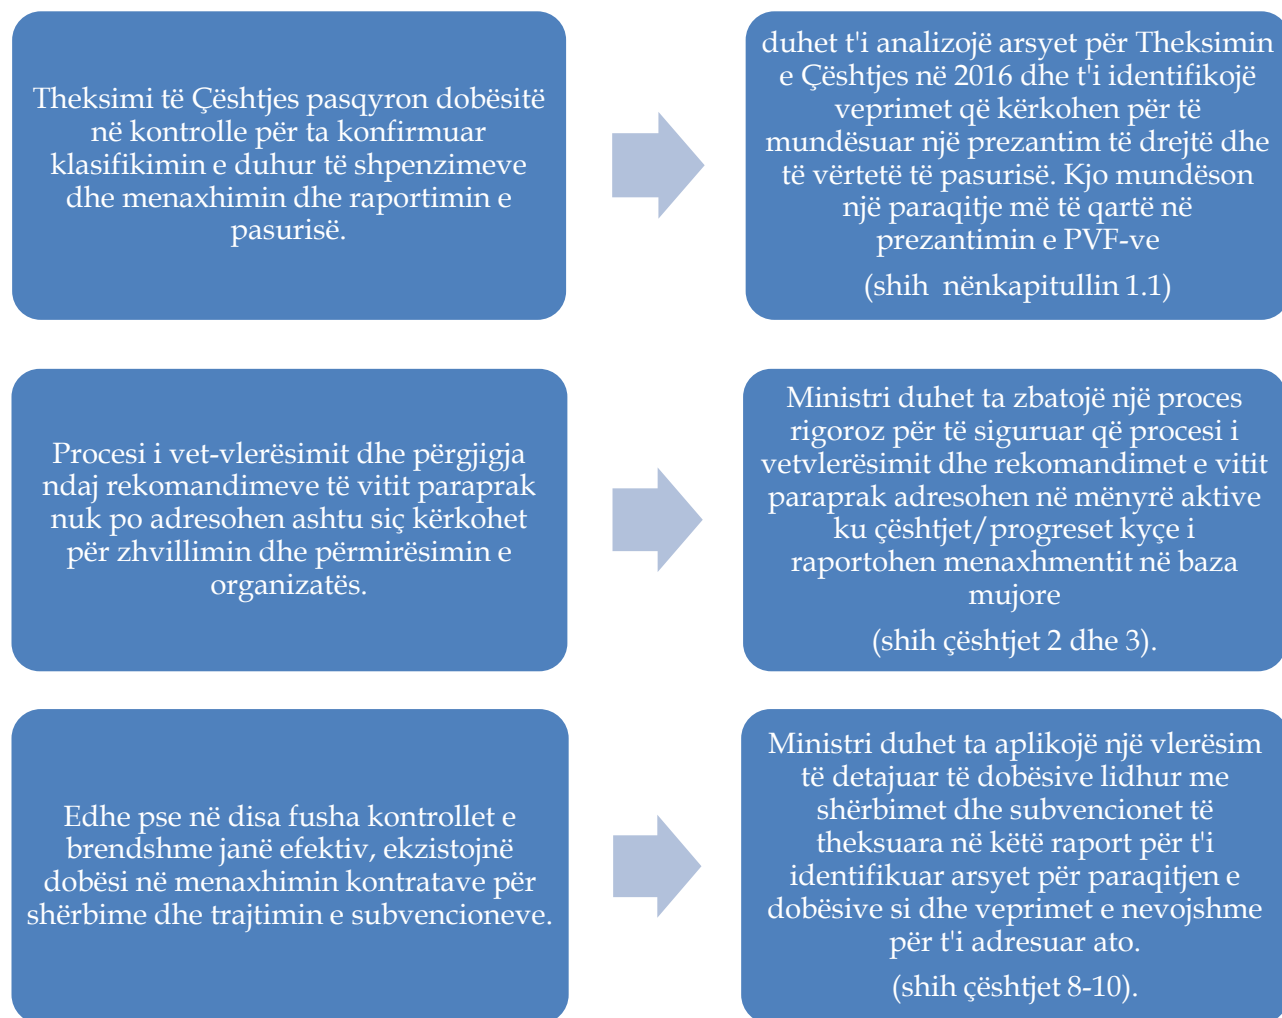 Theksimi të Çështjes pasqyron dobësitë
në kontrolle për ta konfirmuar
klasifikimin e duhur të shpenzimeve
dhe menaxhimin dhe raportimin e
pasurisë.
duhet t'i analizojë arsyet për Theksimin
e Çështjes në 2016 dhe t'i identifikojë
veprimet që kërkohen për të
mundësuar një prezantim të drejtë dhe
të vërtetë të pasurisë. Kjo mundëson
një paraqitje më të qartë në
prezantimin e PVF-ve
(shih nënkapitullin 1.1)
Procesi i vet-vlerësimit dhe përgjigja
ndaj rekomandimeve të vitit paraprak
nuk po adresohen ashtu siç kërkohet
për zhvillimin dhe përmirësimin e
organizatës.
Ministri duhet ta zbatojë një proces
rigoroz për të siguruar që procesi i
vetvlerësimit dhe rekomandimet e vitit
paraprak adresohen në mënyrë aktive
ku çështjet/progreset kyçe i
raportohen menaxhmentit në baza
mujore
(shih çështjet 2 dhe 3).
Edhe pse në disa fusha kontrollet e
brendshme janë efektiv, ekzistojnë
dobësi në menaxhimin kontratave për
shërbime dhe trajtimin e subvencioneve.
Ministri duhet ta aplikojë një vlerësim
të detajuar të dobësive lidhur me
shërbimet dhe subvencionet të
theksuara në këtë raport për t'i
identifikuar arsyet për paraqitjen e
dobësive si dhe veprimet e nevojshme
për t'i adresuar ato.
(shih çështjet 8-10).